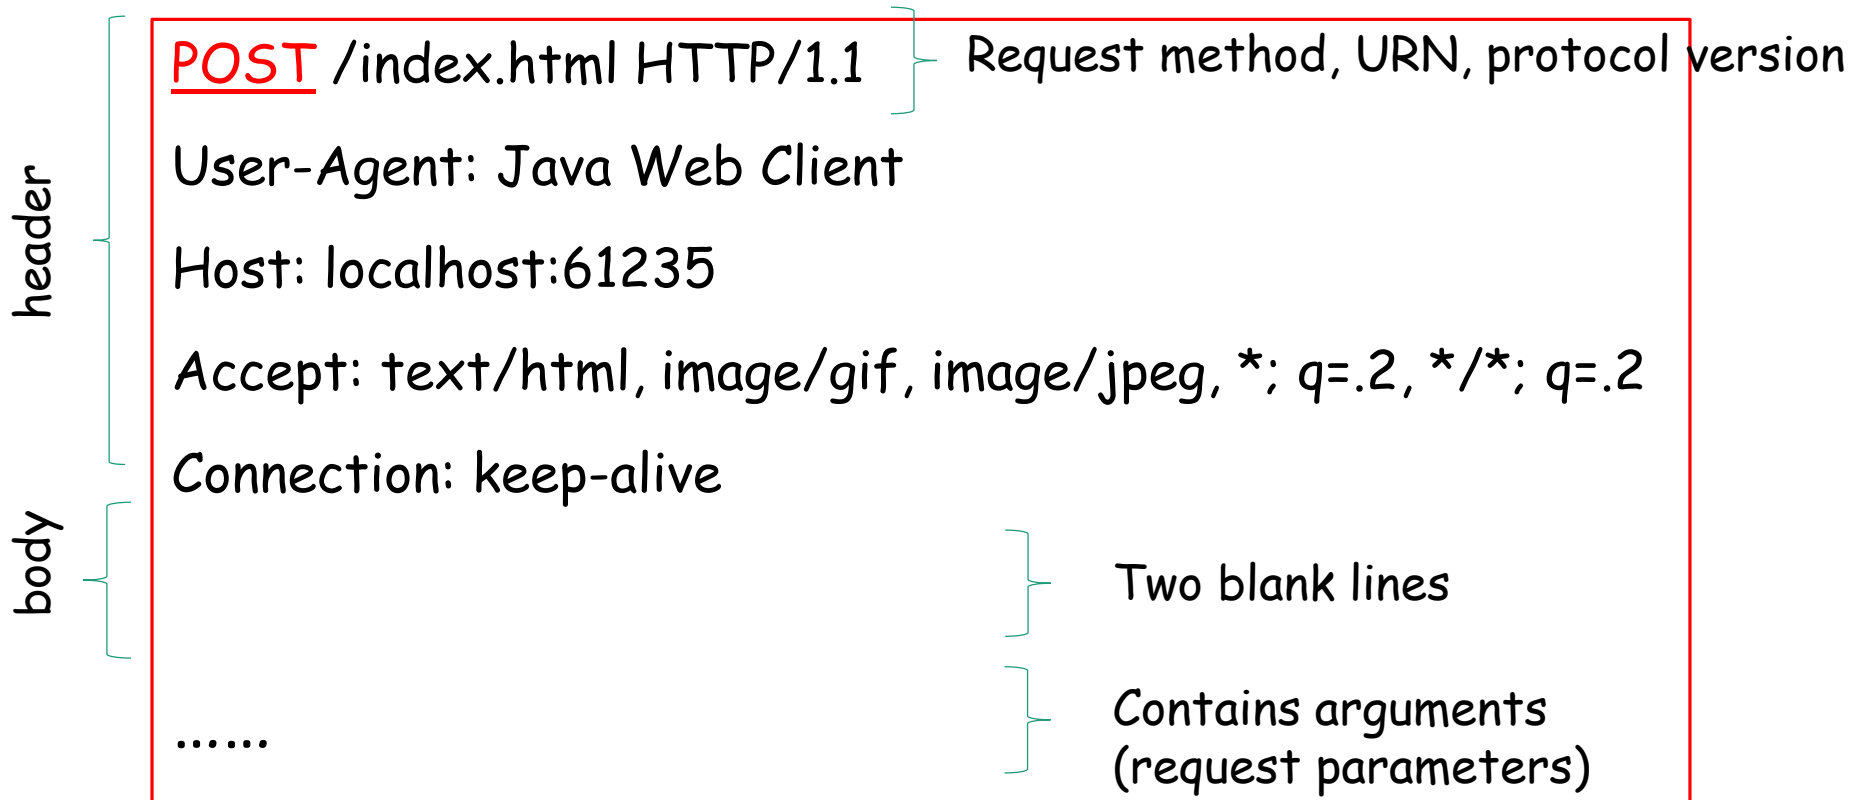 POST /index.html HTTP/1.1
Request method, URN, protocol version
User-Agent: Java Web Client
Host: localhost:61235
header
Accept: text/html, image/gif, image/jpeg, *; q=.2, */*; q=.2
Connection: keep-alive
body
Two blank lines
Contains arguments
(request parameters)
......